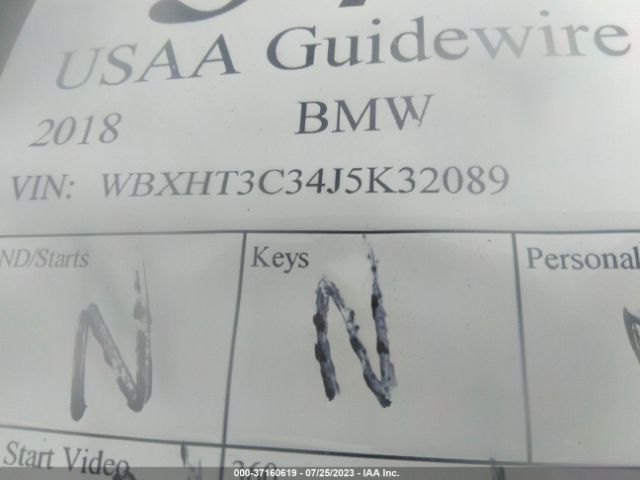 USAA Guidewire
2018 BMW
VIN: WBXHT3C34J5K32089
ND/Starts Keys Personal
N N
Start Video 360
000-37160619 - 07/25/2023 - IAA Inc.